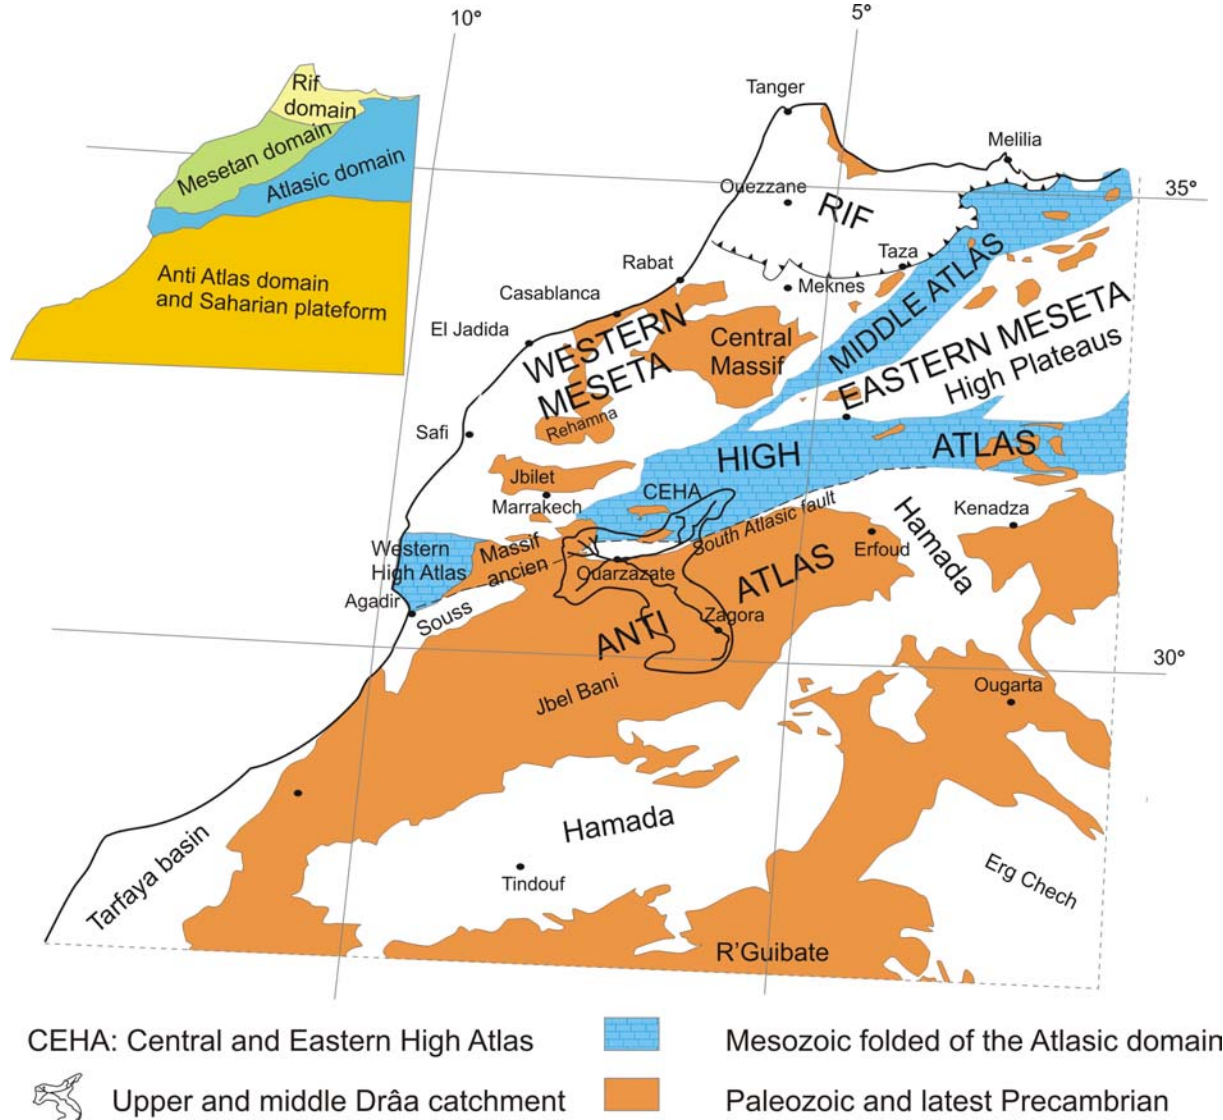 10°
5°
Rif
domain
Mesetan domain
Atlasic domain
Anti Atlas domain
and Saharian plateform
Tanger
Melilia
35°
Ouezzane
RIF
Taza
Rabat
Meknes
Casablanca
El Jadida
WESTERN
MESETA
Central
Massif
MIDDLE ATLAS
EASTERN MESETA
High Plateaus
Rehamna
Safi
HIGH
ATLAS
Jbilet
CEHA
Marrakech
South Atlasic fault
Hamada
Kenadza
Western
High Atlas
Massif
ancien
Erfoud
Ouarzazate
ATLAS
Agadir
Souss
Zagora
ANTI
30°
Jbel Bani
Ougarta
Hamada
Tarfaya basin
Tindouf
Erg Chech
R'Guibate
CEHA: Central and Eastern High Atlas
Mesozoic folded of the Atlasic domain
Upper and middle Drâa catchment
Paleozoic and latest Precambrian